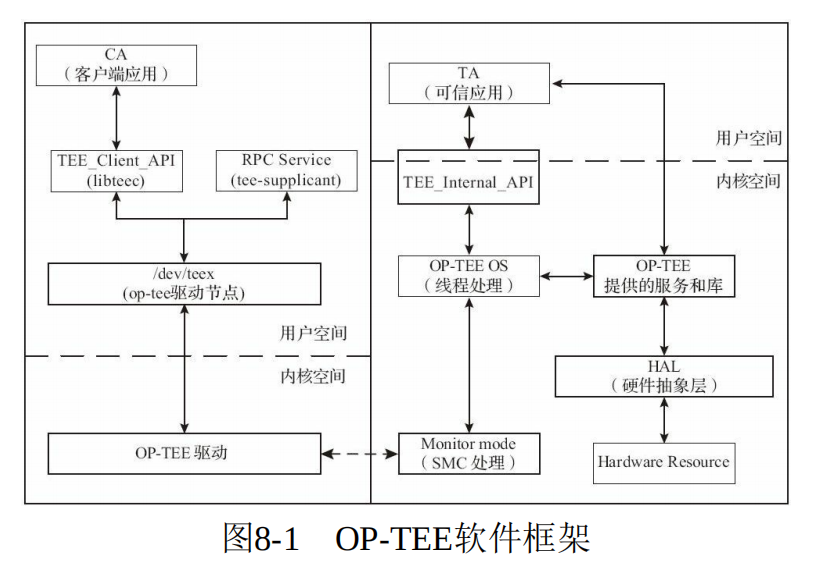 CA
（客户端应用）
TEE_Client_API
(libteec)
RPC Service
(tee-supplicant)
/dev/teex
(op-tee驱动节点)
用户空间
内核空间
OP-TEE 驱动
TA
（可信应用）
用户空间
内核空间
TEE_Internal_API
OP-TEE OS
（线程处理）
OP-TEE
提供的服务和库
HAL
（硬件抽象层）
Monitor mode
（SMC 处理）
Hardware Resource
图8-1 OP-TEE软件框架